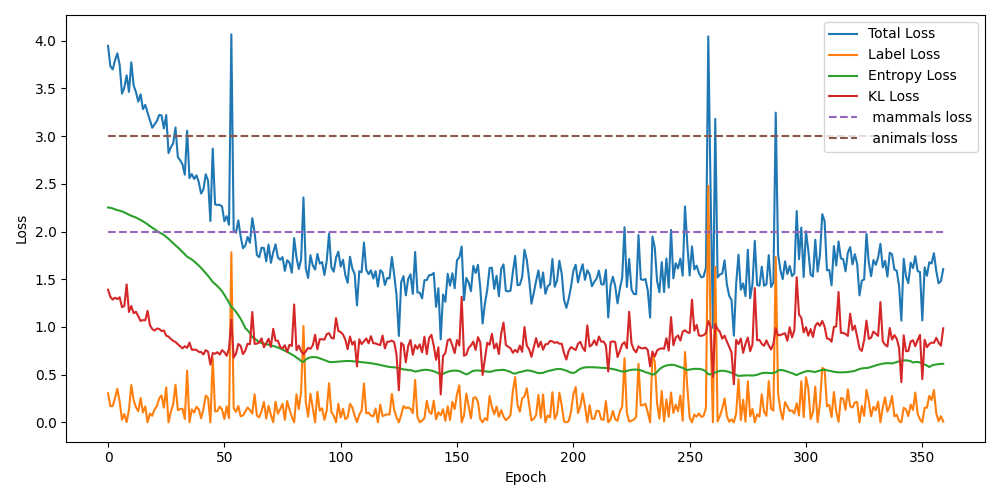 Total Loss
Label Loss
Entropy Loss
KL Loss
mammals loss
animals loss
4.0
3.5
3.0
2.5
2.0
1.5
1.0
0.5
0.0
Loss
0 50 100 150 200 250 300 350
Epoch